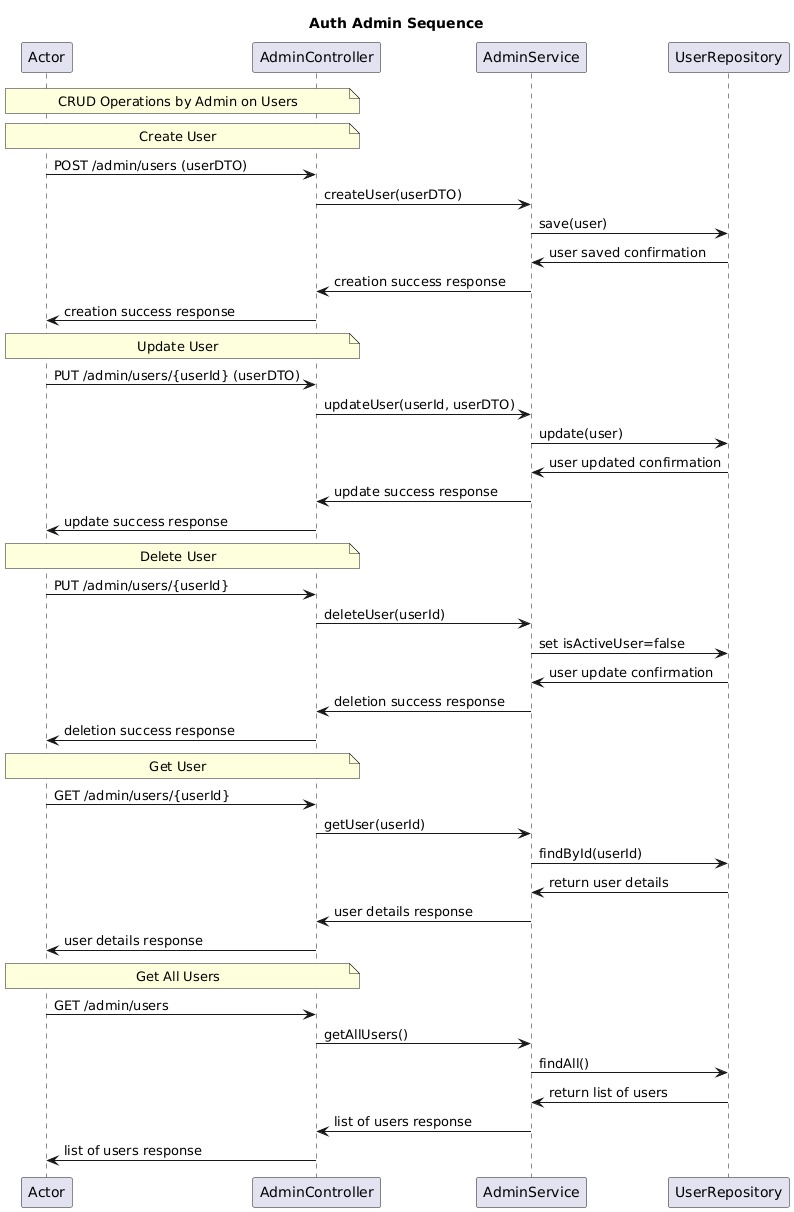 Auth Admin Sequence
Actor
AdminController
AdminService
UserRepository
CRUD Operations by Admin on Users
Create User
POST /admin/users (userDTO)
createUser(userDTO)
save(user)
user saved confirmation
creation success response
creation success response
Update User
PUT /admin/users/{userId} (userDTO)
updateUser(userId, userDTO)
update(user)
user updated confirmation
update success response
update success response
Delete User
PUT /admin/users/{userId}
deleteUser(userId)
set isActiveUser=false
user update confirmation
deletion success response
deletion success response
Get User
GET /admin/users/{userId}
getUser(userId)
findById(userId)
return user details
user details response
user details response
Get All Users
GET /admin/users
getAllUsers()
findAll()
return list of users
list of users response
list of users response
Actor
AdminController
AdminService
UserRepository